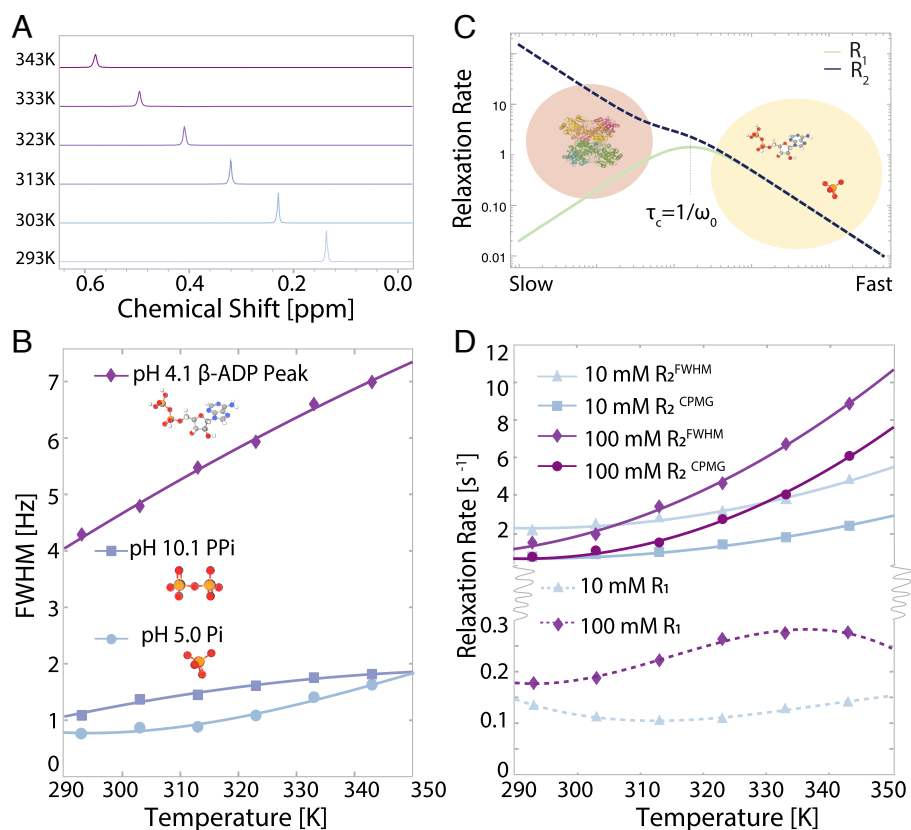 A
343K
333K
323K
313K
303K
293K
0.6
0.4
0.2
0.0
Chemical Shift [ppm]
B
FWHM [Hz]
7
6
5
4
3
2
1
0
pH 4.1 β-ADP Peak
pH 10.1 PPi
pH 5.0 Pi
290 300 310 320 330 340 350
Temperature [K]
C
Relaxation Rate
10
1
0.10
0.01
R1
R2
τc=1/ω0
Slow
Fast
D
Relaxation Rate [s⁻¹]
12
10
8
6
4
2
10 mM R₂FWHM
10 mM R₂ CPMG
100 mM R₂FWHM
100 mM R₂ CPMG
10 mM R₁
100 mM R₁
0.3
0.2
0.1
0
290 300 310 320 330 340 350
Temperature [K]